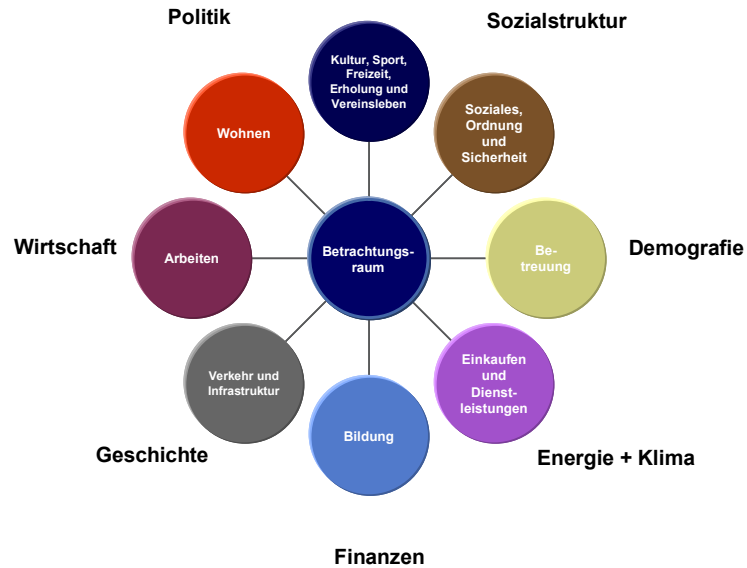 Politik
Sozialstruktur
Kultur, Sport,
Freizeit,
Erholung und
Vereinsleben
Wohnen
Soziales,
Ordnung
und
Sicherheit
Wirtschaft
Arbeiten
Betrachtungs-
raum
Be-
treuung
Demografie
Verkehr und
Infrastruktur
Einkaufen
und
Dienst-
leistungen
Bildung
Geschichte
Energie + Klima
Finanzen